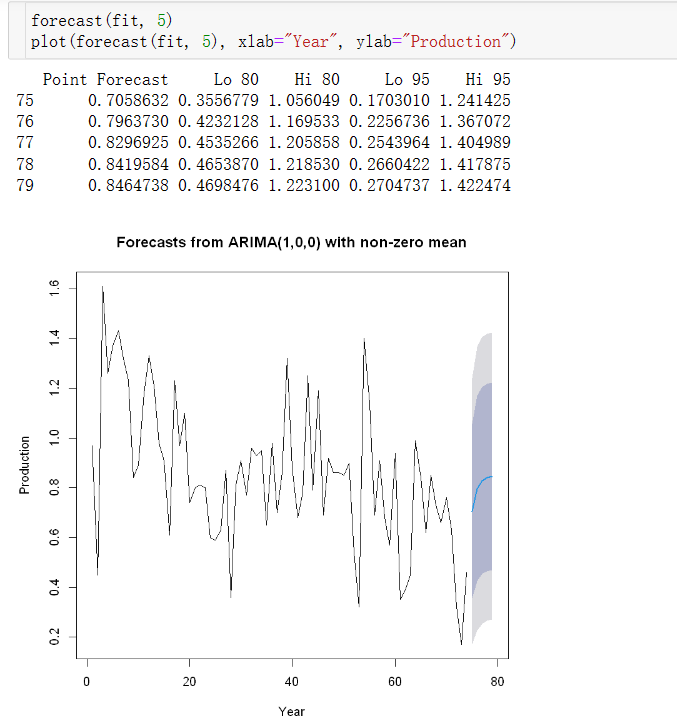 forecast(fit, 5)
plot(forecast(fit, 5), xlab="Year", ylab="Production")
Point Forecast Lo 80 Hi 80 Lo 95 Hi 95
75 0.7058632 0.3556779 1.056049 0.1703010 1.241425
76 0.7963730 0.4232128 1.169533 0.2256736 1.367072
77 0.8296925 0.4535266 1.205858 0.2543964 1.404989
78 0.8419584 0.4653870 1.218530 0.2660422 1.417875
79 0.8464738 0.4698476 1.223100 0.2704737 1.422474
Forecasts from ARIMA(1,0,0) with non-zero mean
Production
1.6
1.4
1.2
1.0
0.8
0.6
0.4
0.2
0 20 40 60 80
Year